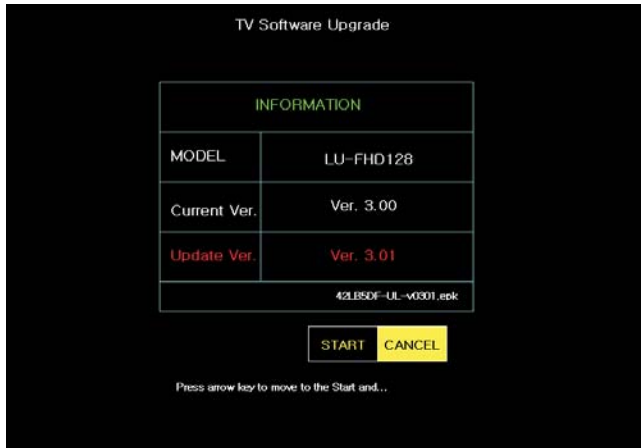 TV Software Upgrade
INFORMATION
MODEL LU-FHD128
Current Ver. Ver. 3.00
Update Ver. Ver. 3.01
42LB5DF-UL-v0301.epk
START CANCEL
Press arrow key to move to the Start and...